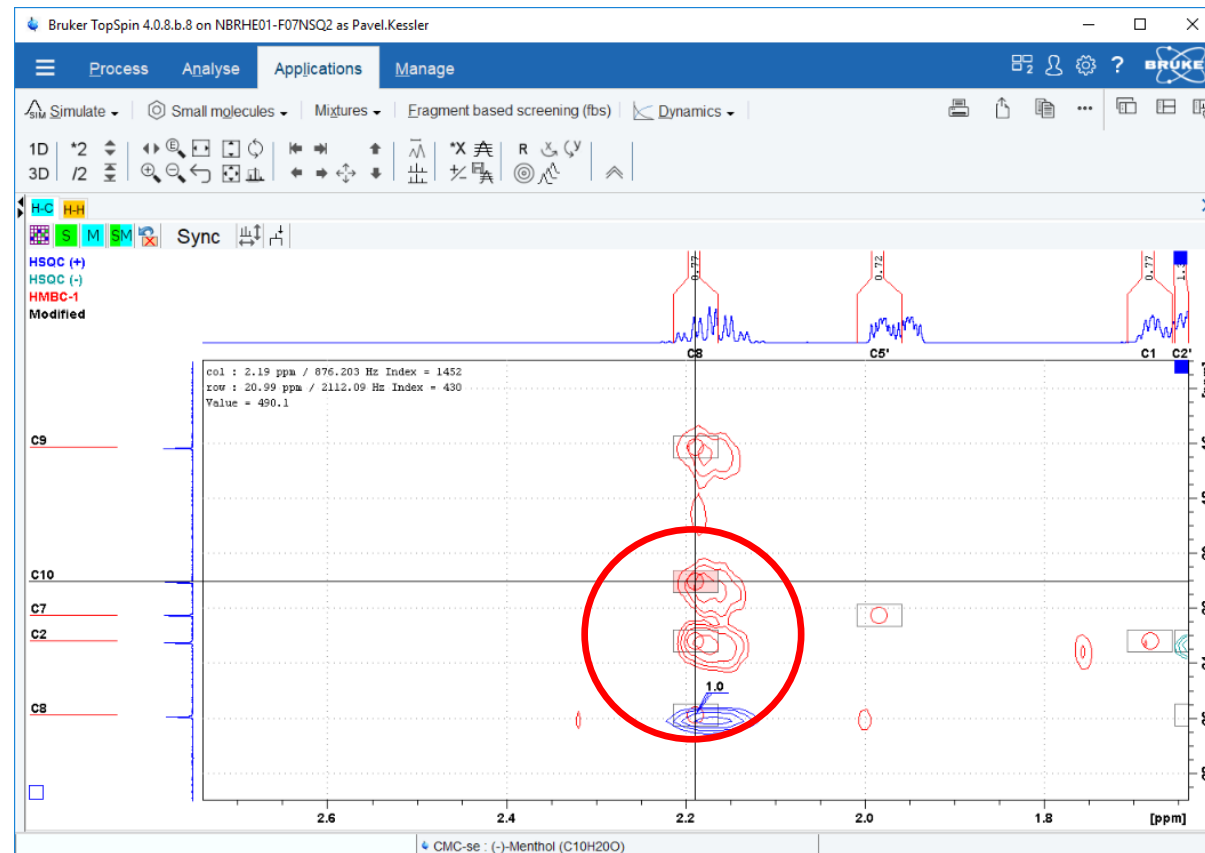 Bruker TopSpin 4.0.8.b.8 on NBRHE01-F07NSQ2 as Pavel.Kessler
Process Analyse Applications Manage
2 ? BRUKE
SIM Simulate Small molecules Mixtures Fragment based screening (fbs) Dynamics
1D *2 E *X R x y
3D /2
H-C H-H
S M SM Sync
HSQC (+)
HSQC (-)
HMBC-1
Modified
0.77 0.72 0.77
C8 C5' C1 C2'
col : 2.19 ppm / 876.203 Hz Index = 1452
row : 20.99 ppm / 2112.09 Hz Index = 430
Value = 490.1
C9
C10
C7
C2
C8
1.0
2.6 2.4 2.2 2.0 1.8 [ppm]
CMC-se : (-)-Menthol (C10H20O)